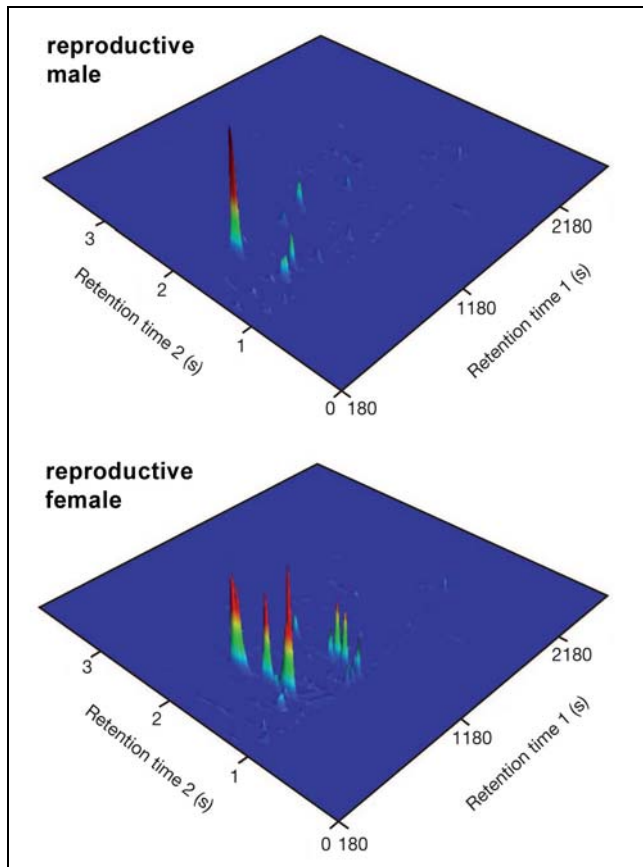 reproductive
male
3
2
1
0 180
1180
2180
Retention time 2 (s)
Retention time 1 (s)
reproductive
female
3
2
1
0 180
1180
2180
Retention time 2 (s)
Retention time 1 (s)